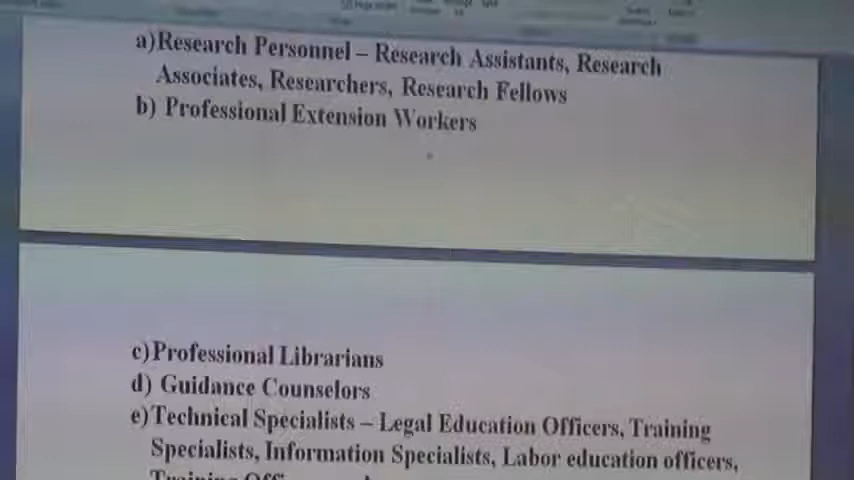 a)Research Personnel – Research Assistants, Research
Associates, Researchers, Research Fellows
b) Professional Extension Workers
c)Professional Librarians
d) Guidance Counselors
e)Technical Specialists – Legal Education Officers, Training
Specialists, Information Specialists, Labor education officers,
Training